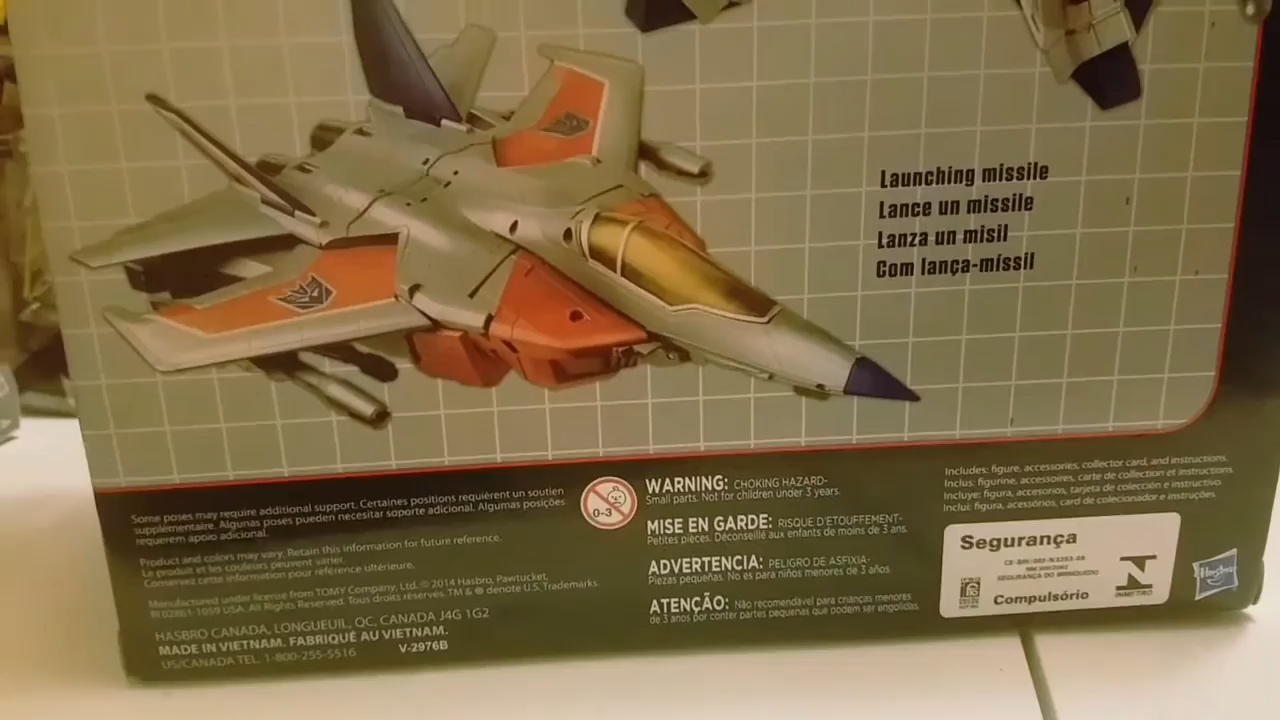 Launching missile
Lance un missile
Lanza un misil
Com lança-míssil
Some poses may require additional support. Certaines positions requièrent un soutien
supplémentaire. Algunas poses pueden necesitar soporte adicional. Algumas posições
requerem apoio adicional.
Product and colors may vary. Retain this information for future reference.
Le produit et les couleurs peuvent varier.
Conservez cette information pour référence ultérieure.
Manufactured under license from TOMY Company, Ltd. © 2014 Hasbro, Pawtucket,
RI 02861-1059 USA. All Rights Reserved. Tous droits réservés. TM & ® denote U.S. Trademarks.
HASBRO CANADA, LONGUEUIL, QC, CANADA J4G 1G2
MADE IN VIETNAM. FABRIQUÉ AU VIETNAM.
US/CANADA TEL. 1-800-255-5516
V-2976B
0-3
WARNING: CHOKING HAZARD-
Small parts. Not for children under 3 years.
MISE EN GARDE: RISQUE D'ÉTOUFFEMENT-
Petites pièces. Déconseillé aux enfants de moins de 3 ans.
ADVERTENCIA: PELIGRO DE ASFIXIA-
Piezas pequeñas. No es para niños menores de 3 años.
ATENÇÃO: Não recomendável para crianças menores
de 3 anos por conter partes pequenas que podem ser engolidas.
Includes: figure, accessories, collector card, and instructions.
Inclus: figurine, accessoires, carte de collection et instructions.
Incluye: figura, accesorios, tarjeta de colección e instructivo.
Inclui: figura, acessórios, card de colecionador e instruções.
Segurança
SEGURANÇA DO BRINQUEDO
Compulsório
INMETRO
Hasbro